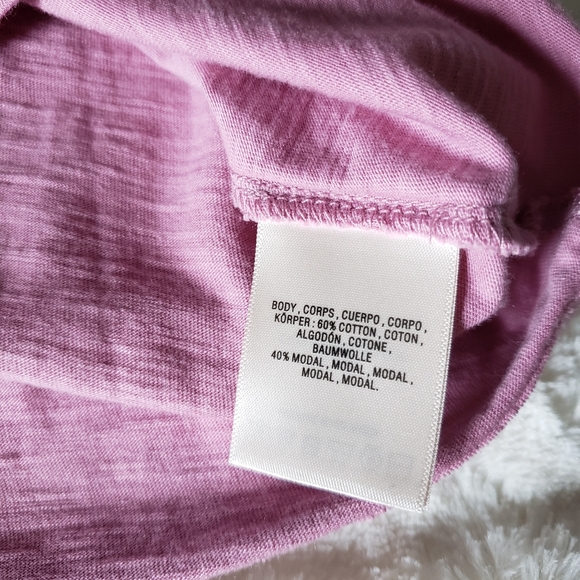 BODY, CORPS, CUERPO, CORPO,
KÖRPER: 60% COTTON, COTON,
ALGODÓN, COTONE,
BAUMWOLLE
40% MODAL, MODAL, MODAL,
MODAL, MODAL.